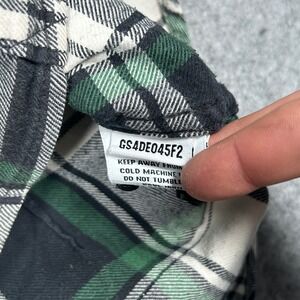 GS4DE045F2
KEEP AWAY FROM
COLD MACHINE
DO NOT TUMBLE